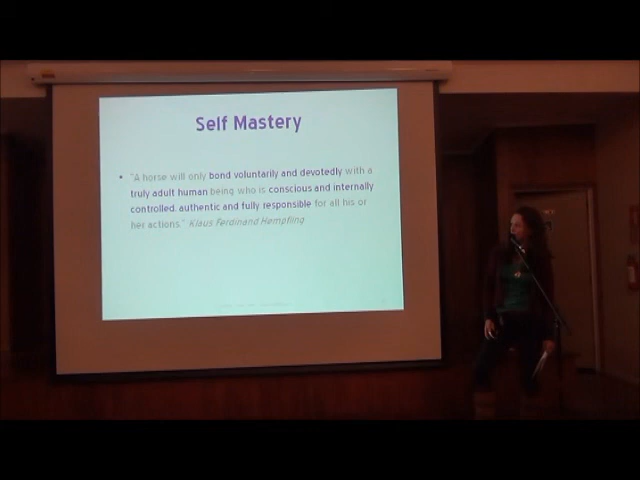 Self Mastery
• "A horse will only bond voluntarily and devotedly with a
truly adult human being who is conscious and internally
controlled, authentic and fully responsible for all his or
her actions." Klaus Ferdinand Hempfling